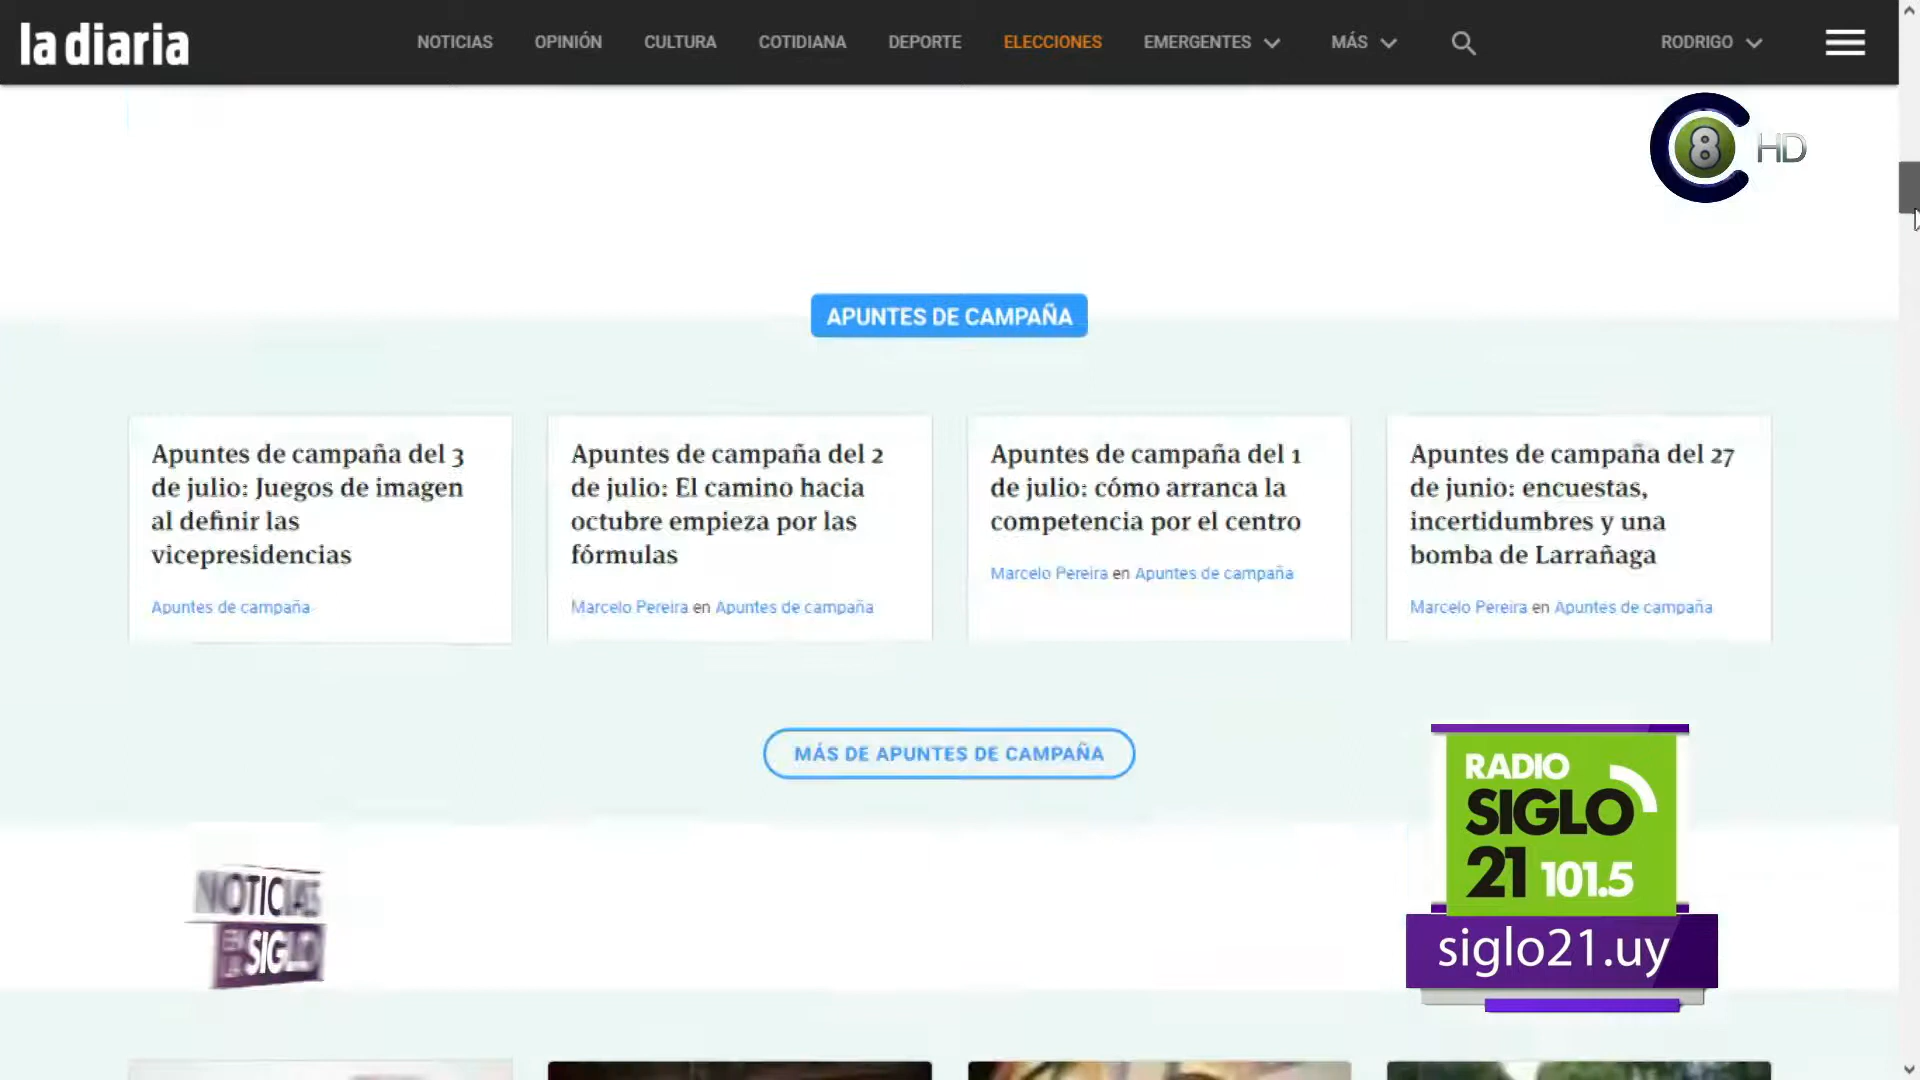 la diaria
NOTICIAS OPINIÓN CULTURA COTIDIANA DEPORTE ELECCIONES EMERGENTES MÁS RODRIGO
8 HD
APUNTES DE CAMPAÑA
Apuntes de campaña del 3
de julio: Juegos de imagen
al definir las
vicepresidencias
Apuntes de campaña
Apuntes de campaña del 2
de julio: El camino hacia
octubre empieza por las
fórmulas
Marcelo Pereira en Apuntes de campaña
Apuntes de campaña del 1
de julio: cómo arranca la
competencia por el centro
Marcelo Pereira en Apuntes de campaña
Apuntes de campaña del 27
de junio: encuestas,
incertidumbres y una
bomba de Larrañaga
Marcelo Pereira en Apuntes de campaña
MÁS DE APUNTES DE CAMPAÑA
NOTICIAS
EN
SIGLO
RADIO
SIGLO
21 101.5
siglo21.uy